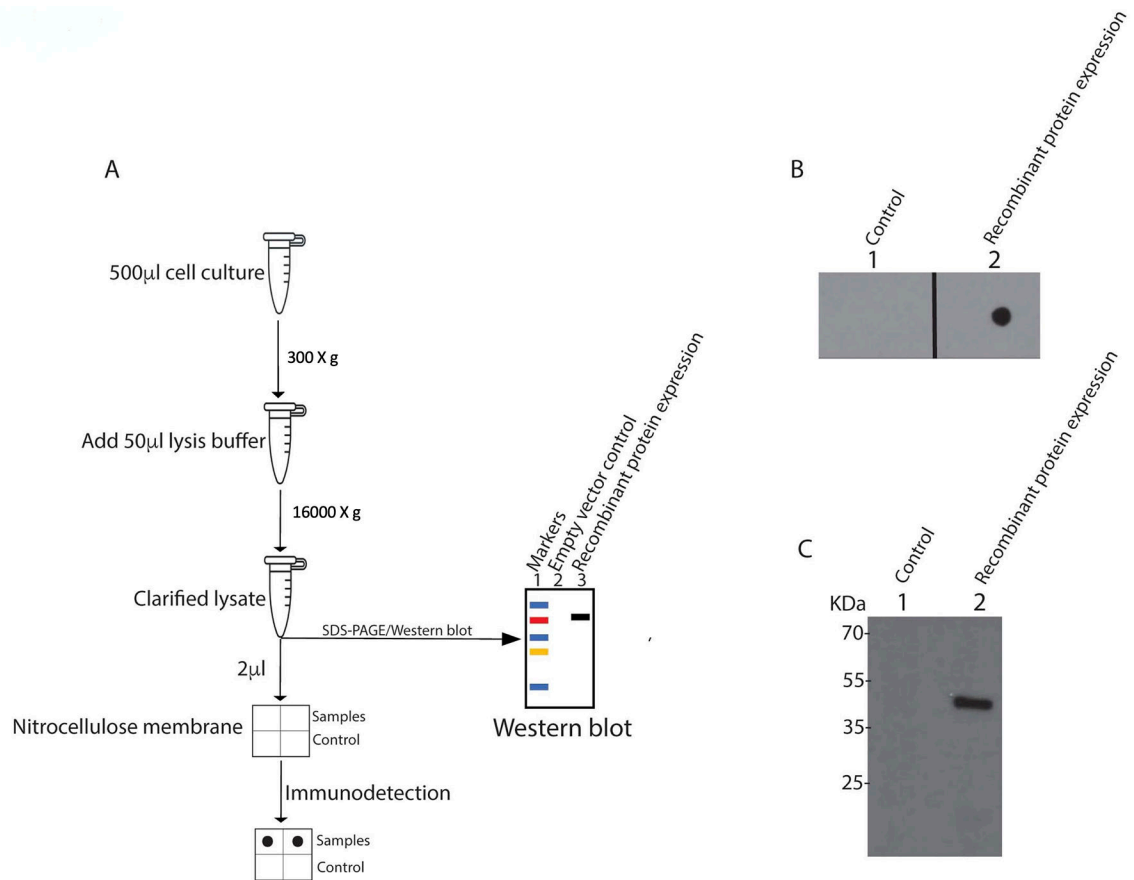 A
500µl cell culture
300 X g
Add 50µl lysis buffer
16000 X g
Clarified lysate
SDS-PAGE/Western blot
2µl
Nitrocellulose membrane
Samples
Control
Immunodetection
Samples
Control
Markers
Empty vector control
Recombinant protein expression
1 2 3
Western blot
B
Control
Recombinant protein expression
1 2
C
Control
Recombinant protein expression
KDa 1 2
70-
55-
35-
25-